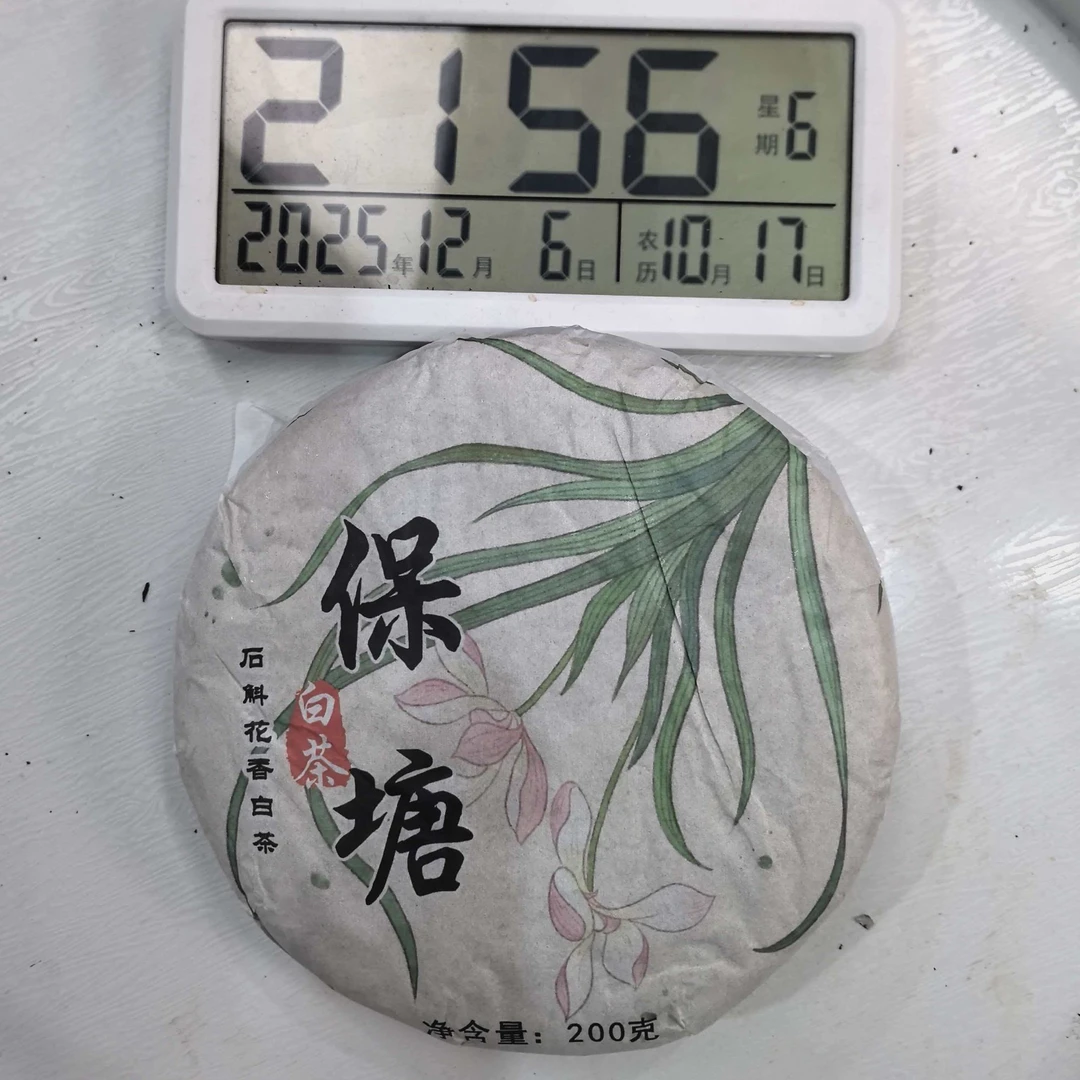 2156 星期6
2025年12月6日 农历10月17日
保塘
白茶
石斛花香白茶
净含量：200克